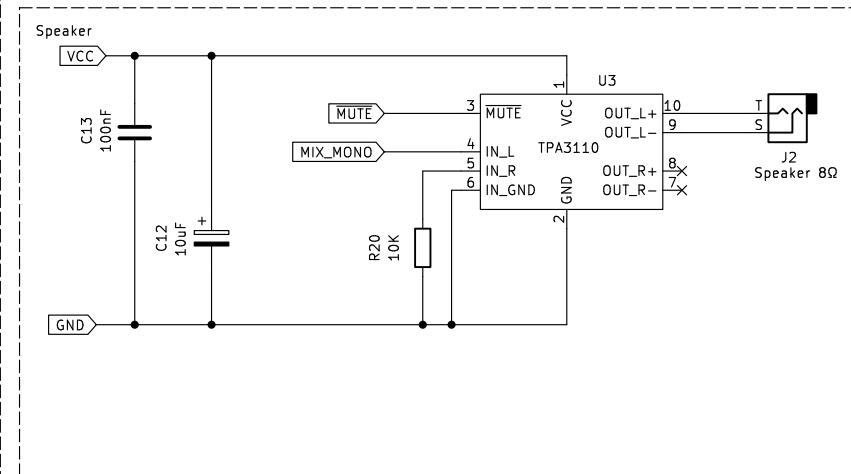 Speaker
VCC
C13
100nF
C12
10uF
+
GND
MUTE
MIX_MONO
R20
10K
U3
TPA3110
1
VCC
3
MUTE
4
IN_L
5
IN_R
6
IN_GND
GND
2
OUT_L+
10
OUT_L-
9
OUT_R+
8
OUT_R-
7
T
S
J2
Speaker 8Ω